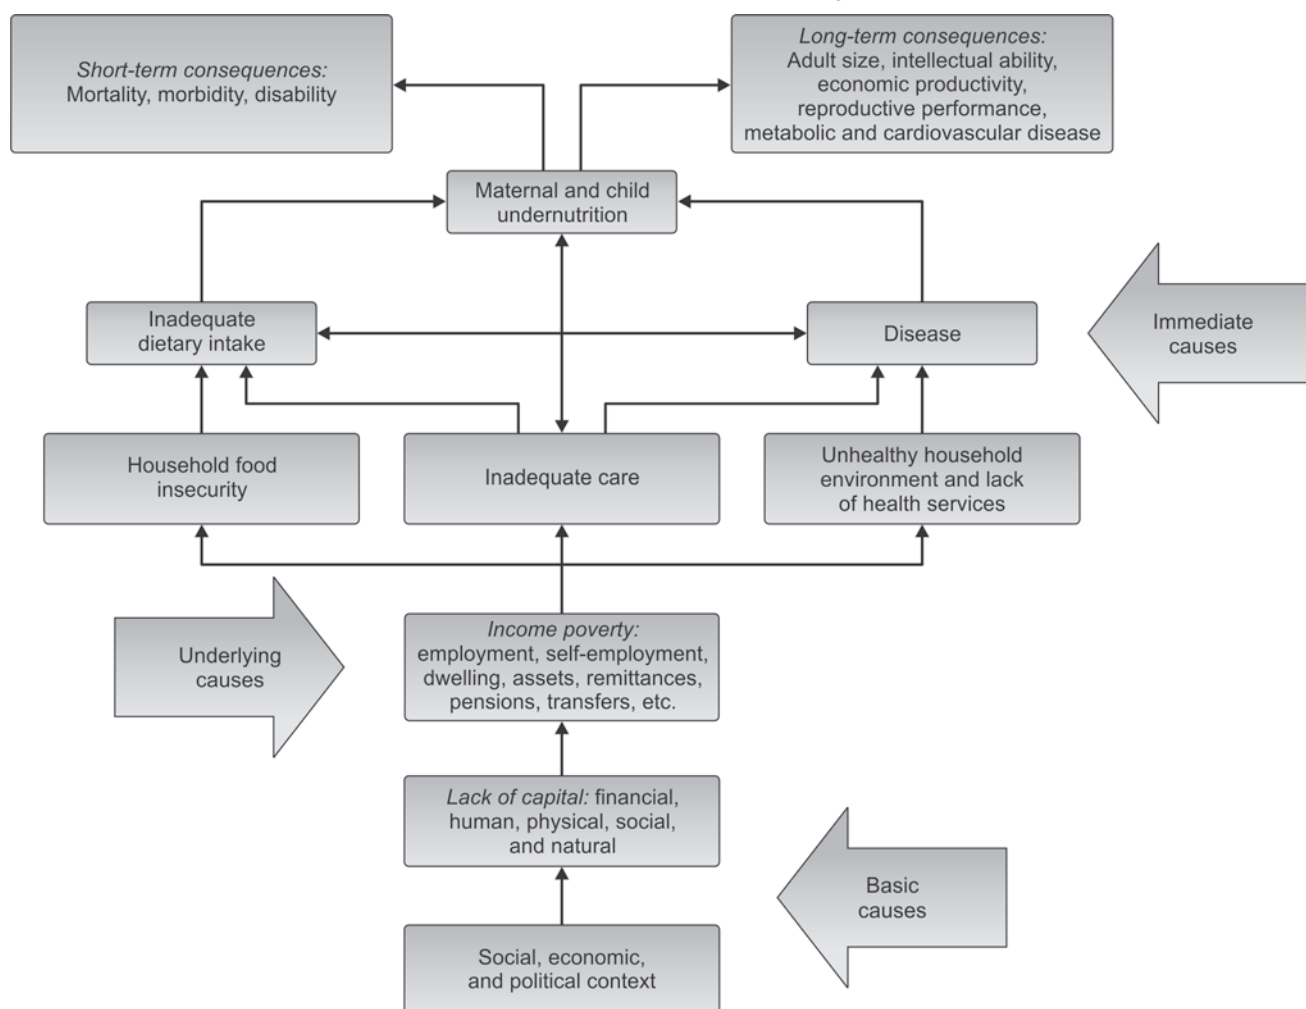 Short-term consequences:
Mortality, morbidity, disability
Long-term consequences:
Adult size, intellectual ability,
economic productivity,
reproductive performance,
metabolic and cardiovascular disease
Maternal and child
undernutrition
Inadequate
dietary intake
Disease
Immediate
causes
Household food
insecurity
Inadequate care
Unhealthy household
environment and lack
of health services
Underlying
causes
Income poverty:
employment, self-employment,
dwelling, assets, remittances,
pensions, transfers, etc.
Lack of capital: financial,
human, physical, social,
and natural
Basic
causes
Social, economic,
and political context